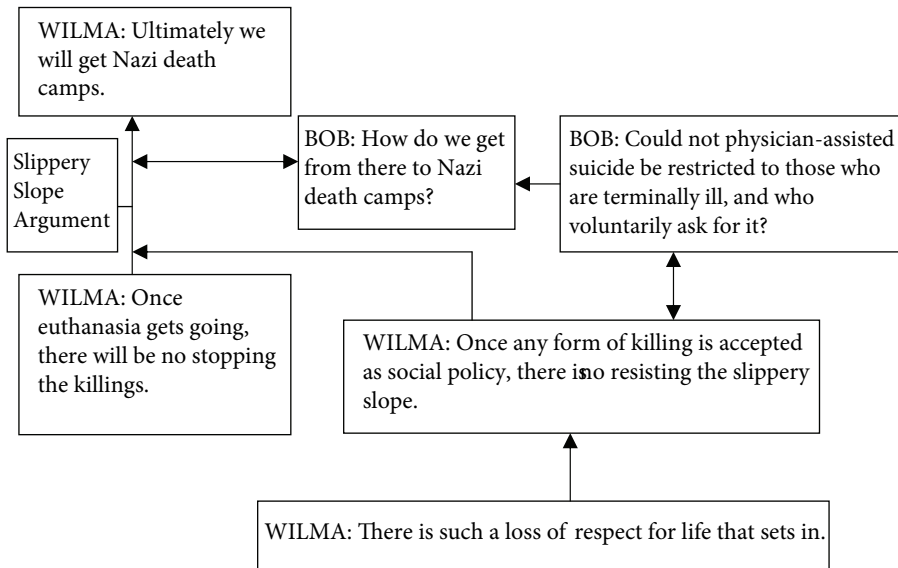 WILMA: Ultimately we
will get Nazi death
camps.
Slippery
Slope
Argument
BOB: How do we get
from there to Nazi
death camps?
BOB: Could not physician-assisted
suicide be restricted to those who
are terminally ill, and who
voluntarily ask for it?
WILMA: Once
euthanasia gets going,
there will be no stopping
the killings.
WILMA: Once any form of killing is accepted
as social policy, there is no resisting the slippery
slope.
WILMA: There is such a loss of respect for life that sets in.